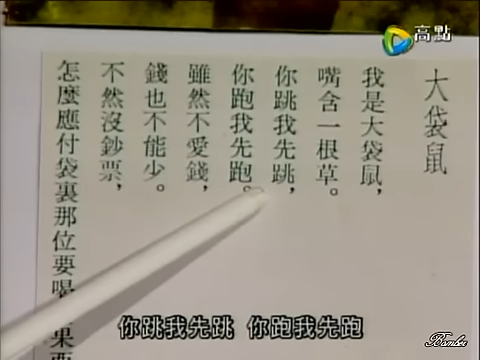 高點
大袋鼠
我是大袋鼠，
嘴含一根草。
你跳我先跳，
你跑我先跑。
雖然不愛錢，
錢也不能少。
不然沒鈔票，
怎麼應付袋裏那位要喝
果
你跳我先跳 你跑我先跑